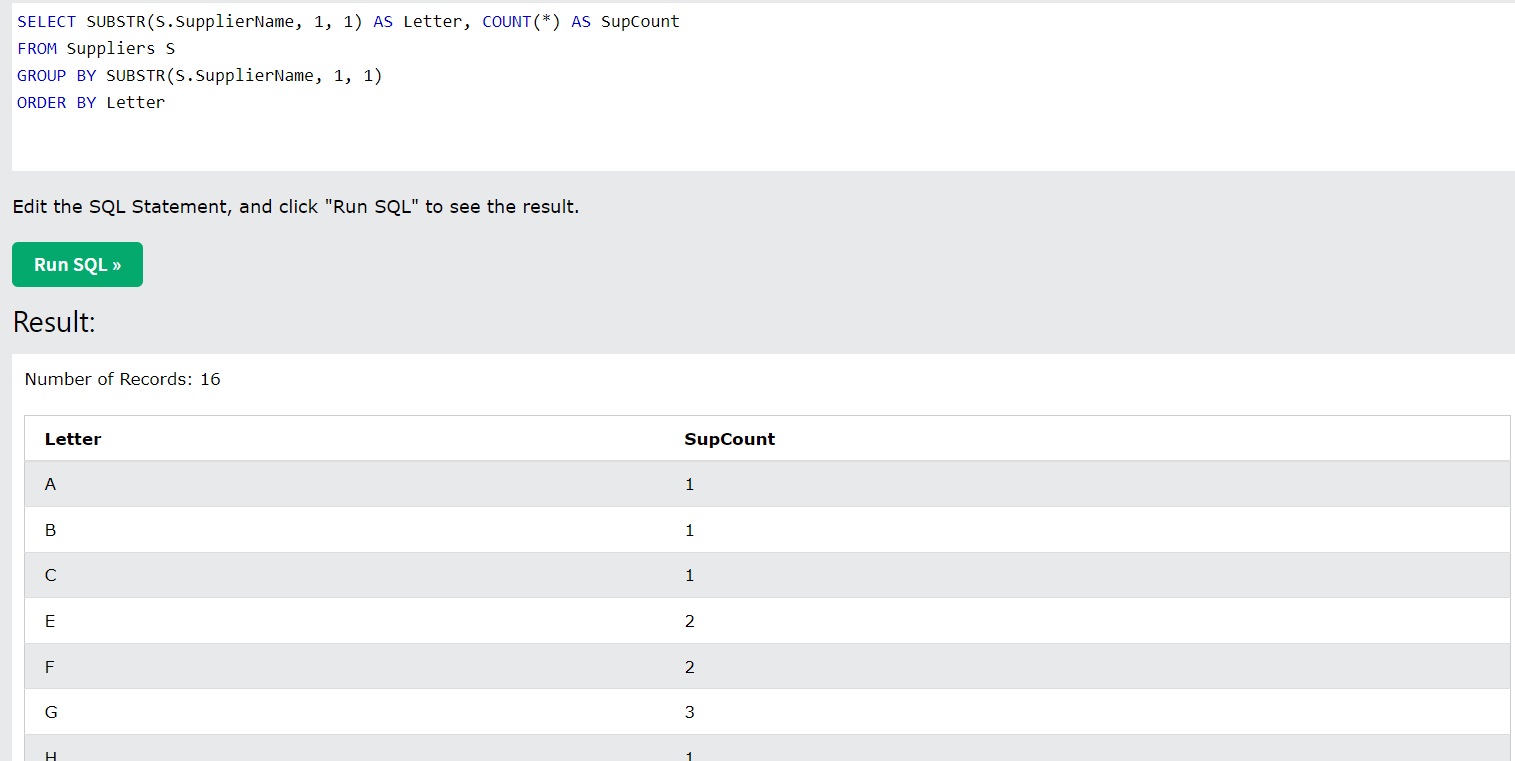 SELECT SUBSTR(S.SupplierName, 1, 1) AS Letter, COUNT(*) AS SupCount
FROM Suppliers S
GROUP BY SUBSTR(S.SupplierName, 1, 1)
ORDER BY Letter
Edit the SQL Statement, and click "Run SQL" to see the result.
Run SQL »
Result:
Number of Records: 16
Letter SupCount
A 1
B 1
C 1
E 2
F 2
G 3
H 1